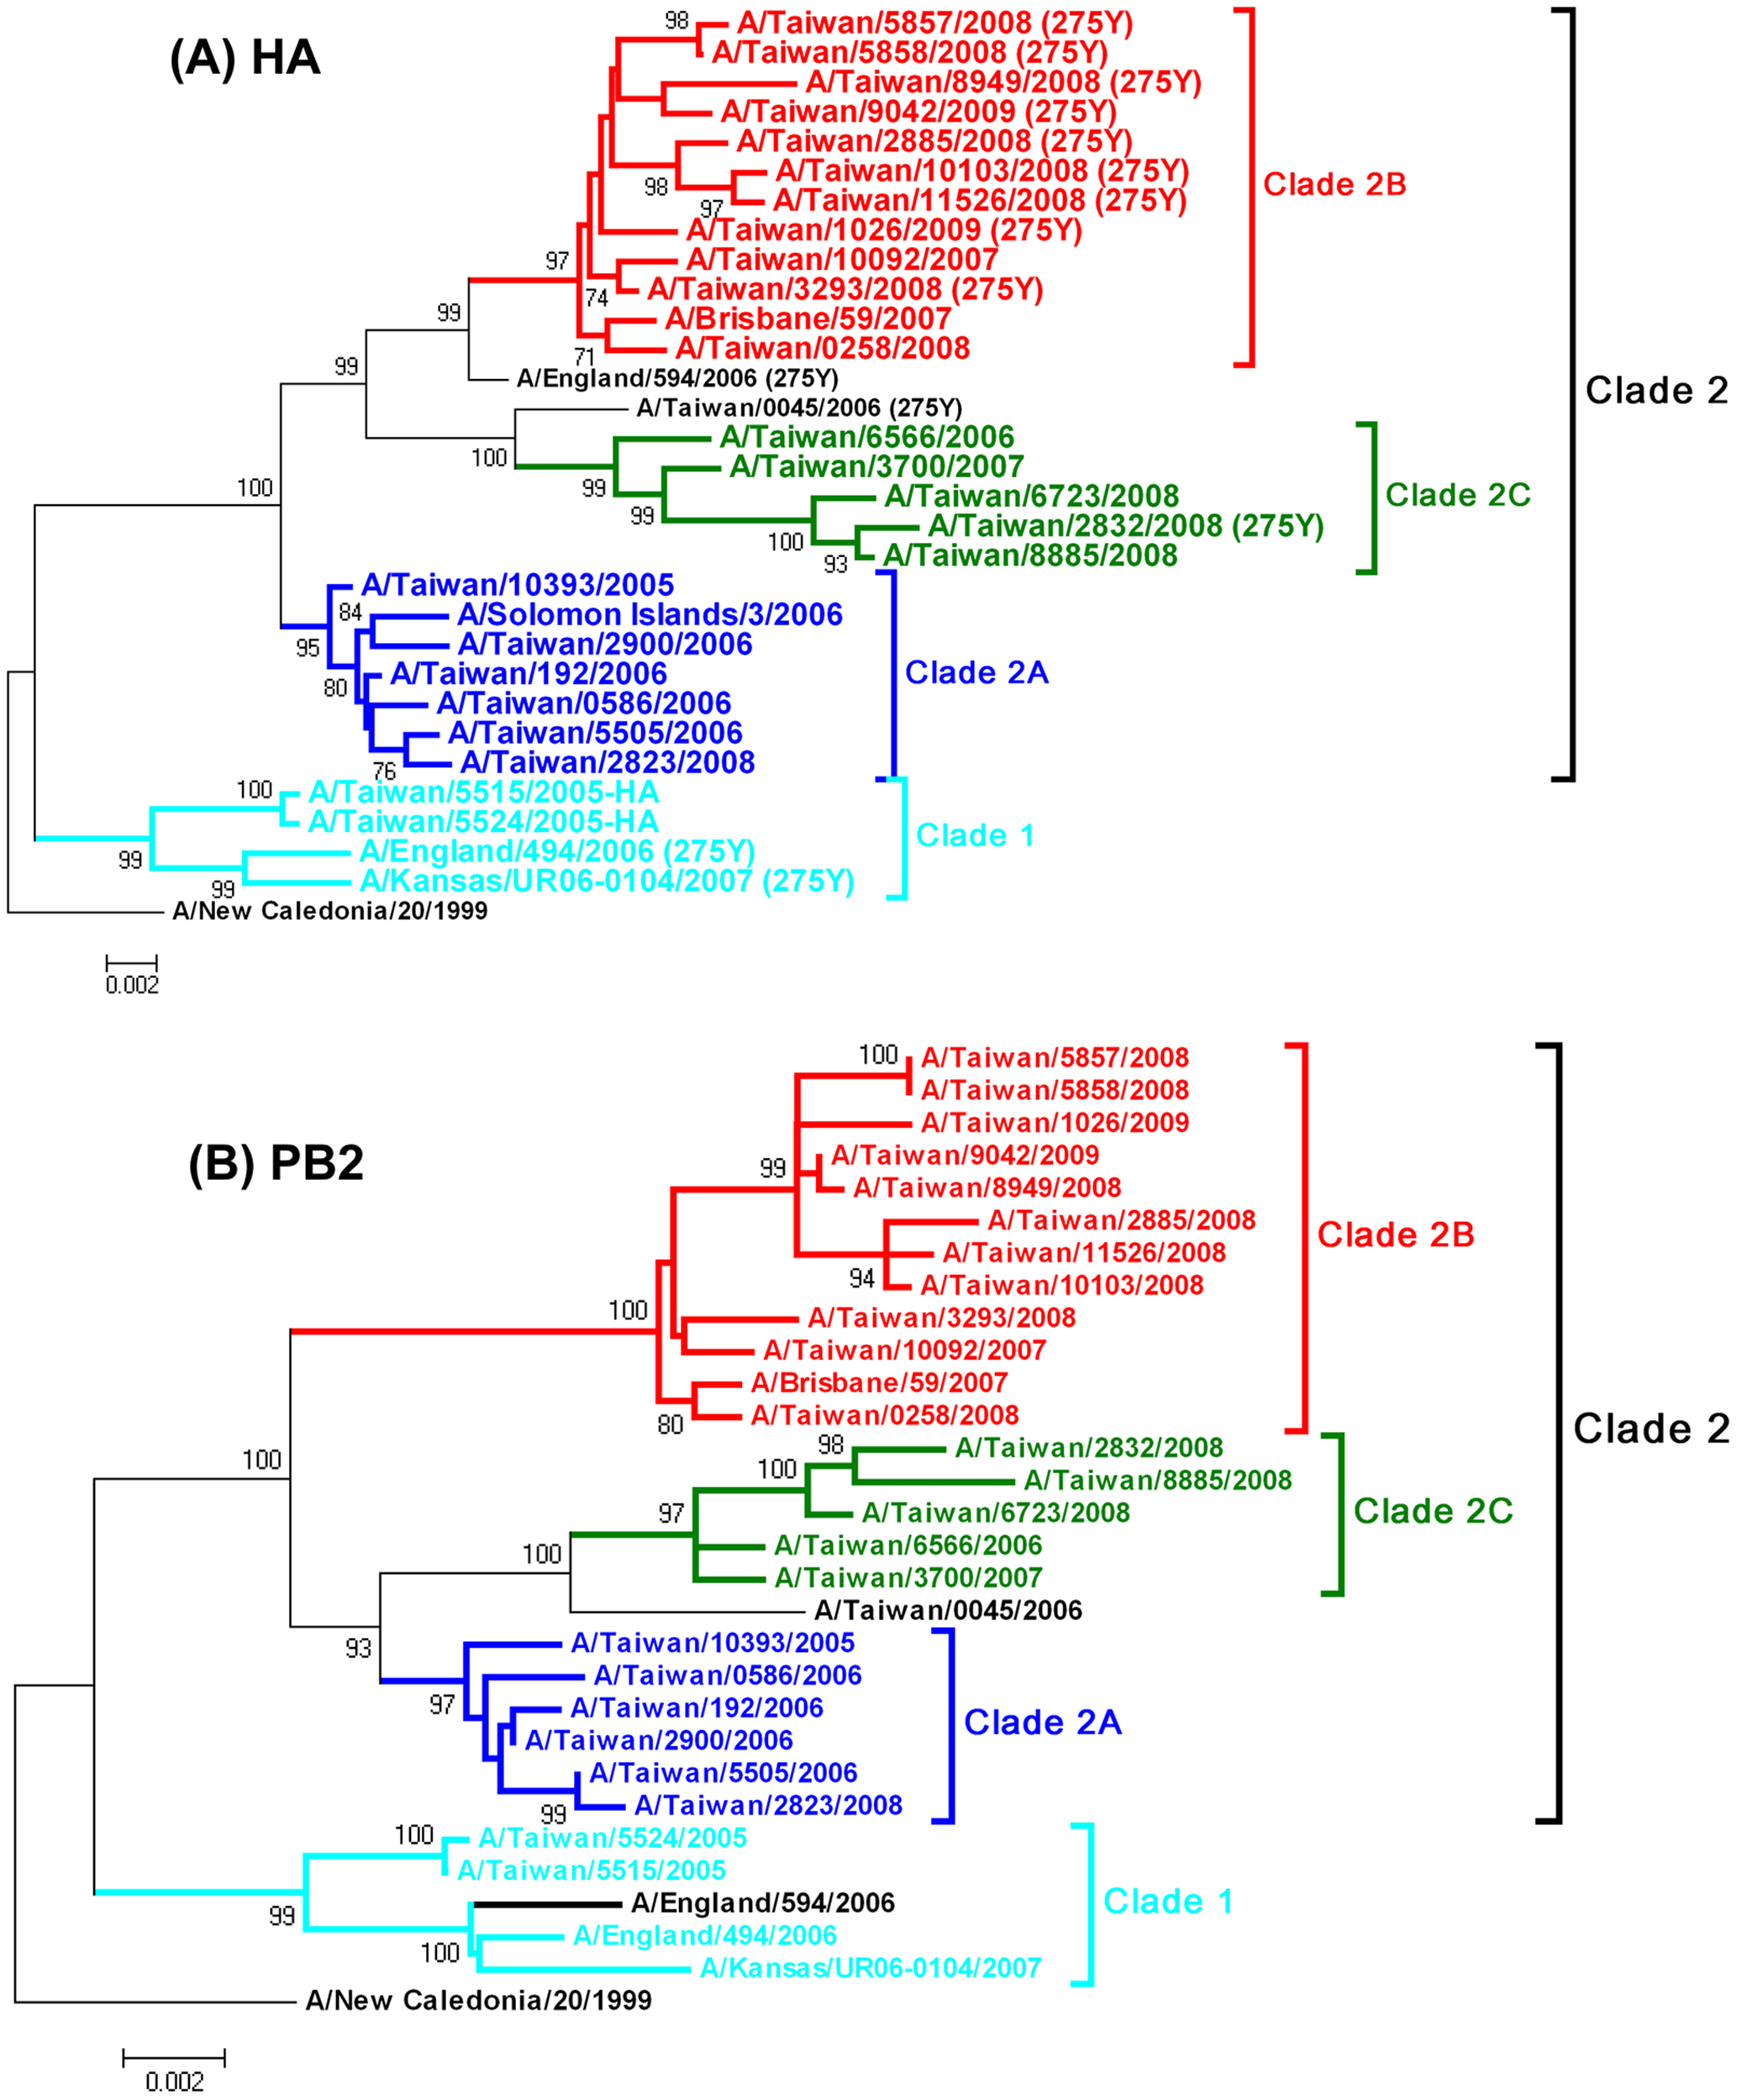 (A) HA
98
A/Taiwan/5857/2008 (275Y)
A/Taiwan/5858/2008 (275Y)
A/Taiwan/8949/2008 (275Y)
A/Taiwan/9042/2009 (275Y)
A/Taiwan/2885/2008 (275Y)
A/Taiwan/10103/2008 (275Y)
98
A/Taiwan/11526/2008 (275Y)
97
A/Taiwan/1026/2009 (275Y)
97
A/Taiwan/10092/2007
A/Taiwan/3293/2008 (275Y)
74
A/Brisbane/59/2007
A/Taiwan/0258/2008
71
Clade 2B
99
99
A/England/594/2006 (275Y)
A/Taiwan/0045/2006 (275Y)
Clade 2
A/Taiwan/6566/2006
100
A/Taiwan/3700/2007
99
A/Taiwan/6723/2008
99
A/Taiwan/2832/2008 (275Y)
100
A/Taiwan/8885/2008
93
Clade 2C
100
A/Taiwan/10393/2005
84
A/Solomon Islands/3/2006
95
A/Taiwan/2900/2006
A/Taiwan/192/2006
80
A/Taiwan/0586/2006
A/Taiwan/5505/2006
A/Taiwan/2823/2008
76
Clade 2A
100
A/Taiwan/5515/2005-HA
A/Taiwan/5524/2005-HA
99
A/England/494/2006 (275Y)
A/Kansas/UR06-0104/2007 (275Y)
99
Clade 1
A/New Caledonia/20/1999
0.002
(B) PB2
100
A/Taiwan/5857/2008
A/Taiwan/5858/2008
A/Taiwan/1026/2009
99
A/Taiwan/9042/2009
A/Taiwan/8949/2008
A/Taiwan/2885/2008
A/Taiwan/11526/2008
94
A/Taiwan/10103/2008
100
A/Taiwan/3293/2008
A/Taiwan/10092/2007
A/Brisbane/59/2007
A/Taiwan/0258/2008
80
Clade 2B
Clade 2
98
A/Taiwan/2832/2008
100
A/Taiwan/8885/2008
97
A/Taiwan/6723/2008
A/Taiwan/6566/2006
100
A/Taiwan/3700/2007
Clade 2C
100
A/Taiwan/0045/2006
93
A/Taiwan/10393/2005
A/Taiwan/0586/2006
97
A/Taiwan/192/2006
A/Taiwan/2900/2006
A/Taiwan/5505/2006
A/Taiwan/2823/2008
99
Clade 2A
100
A/Taiwan/5524/2005
A/Taiwan/5515/2005
99
A/England/594/2006
A/England/494/2006
100
A/Kansas/UR06-0104/2007
Clade 1
A/New Caledonia/20/1999
0.002